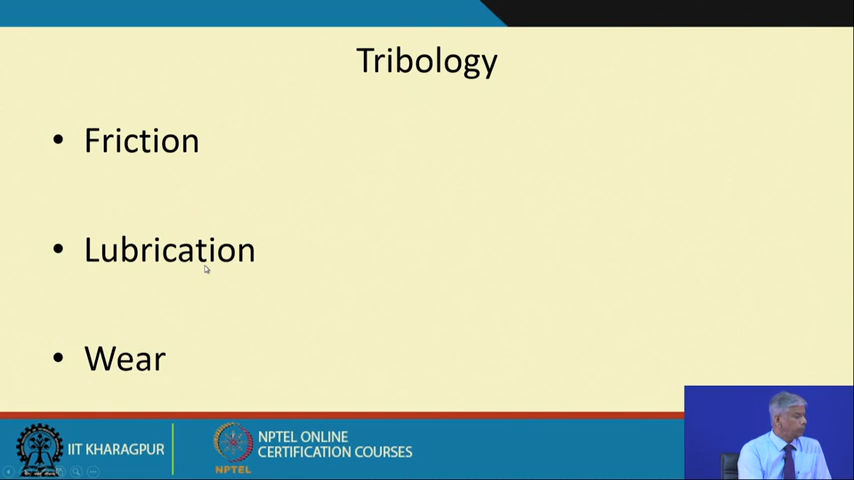 Tribology
• Friction
• Lubrication
• Wear
IIT KHARAGPUR
NPTEL
NPTEL ONLINE
CERTIFICATION COURSES